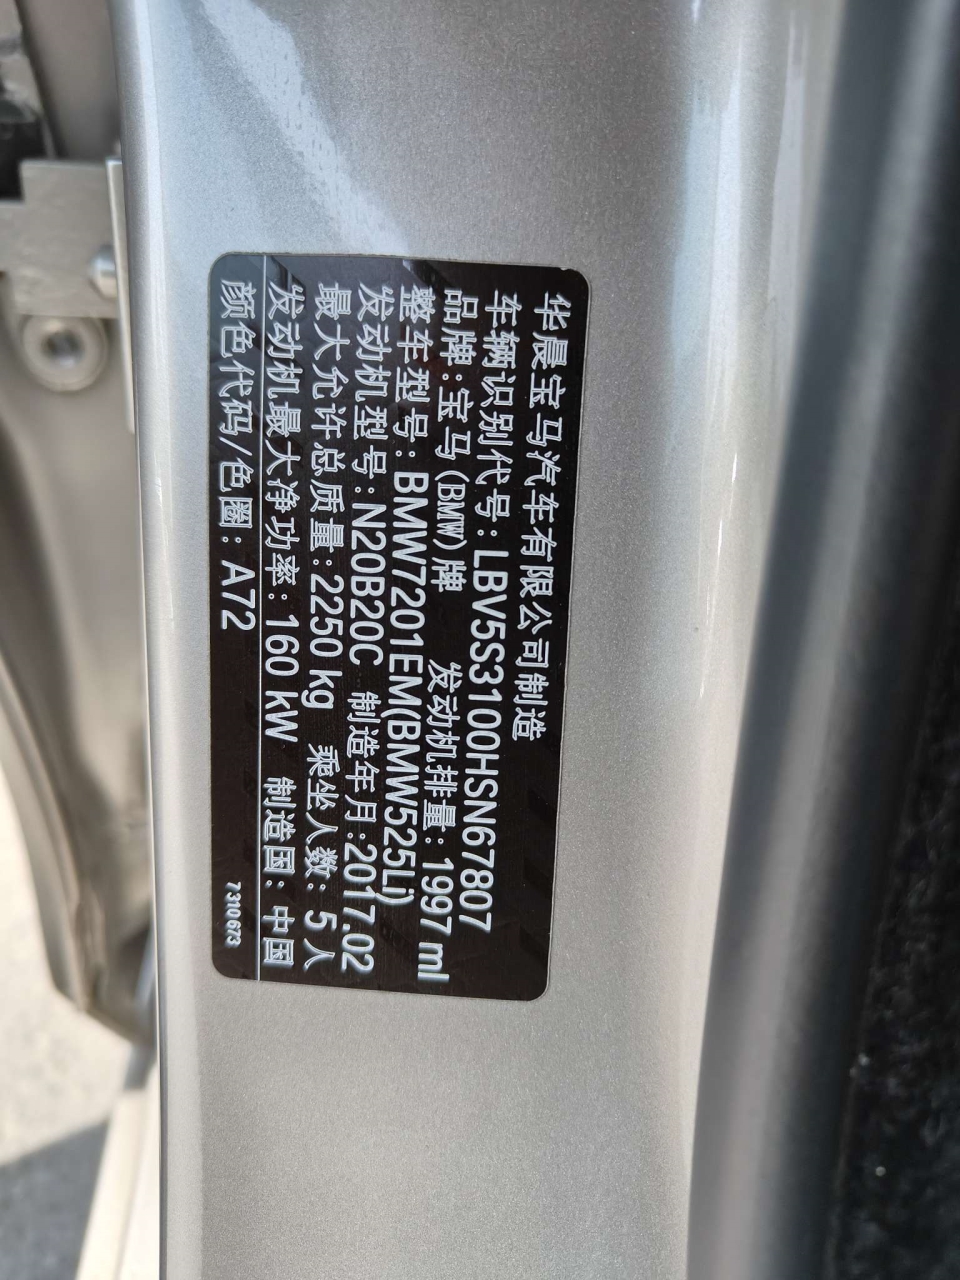 华晨宝马汽车有限公司制造
车辆识别代号：LBV5S3100HSN67807
品牌：宝马(BMW)牌 发动机排量：1997 ml
整车型号：BMW7201EM(BMW525Li)
发动机型号：N20B20C 制造年月：2017.02
最大允许总质量：2250 kg 乘坐人数：5 人
发动机最大净功率：160 kW 制造国：中国
颜色代码/色圈：A72
7310673